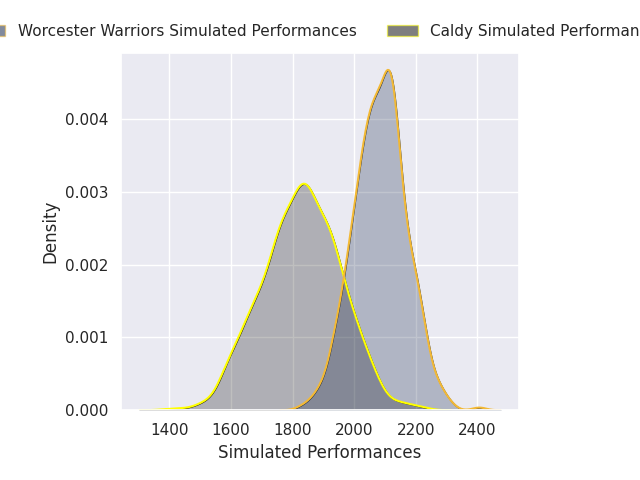 Worcester Warriors Simulated Performances Caldy Simulated Performan
0.004
0.003
0.002
0.001
0.000
Density
1400 1600 1800 2000 2200 2400
Simulated Performances